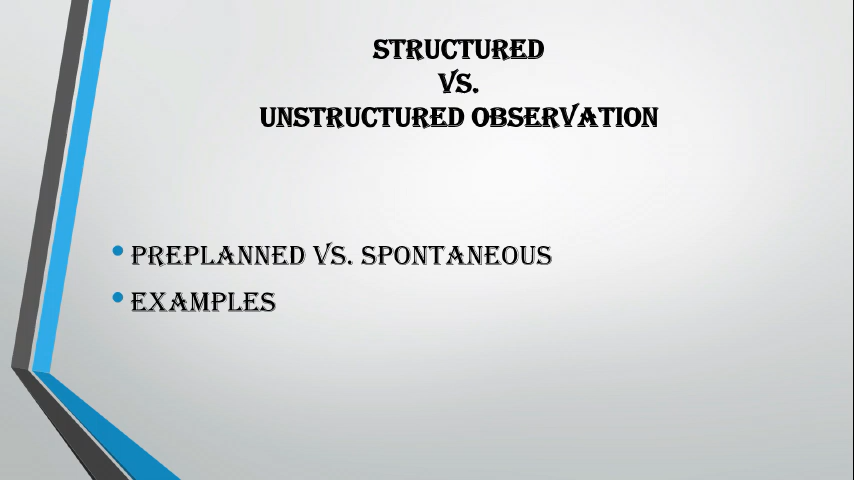 STRUCTURED
VS.
UNSTRUCTURED OBSERVATION
• PREPLANNED VS. SPONTANEOUS
• EXAMPLES